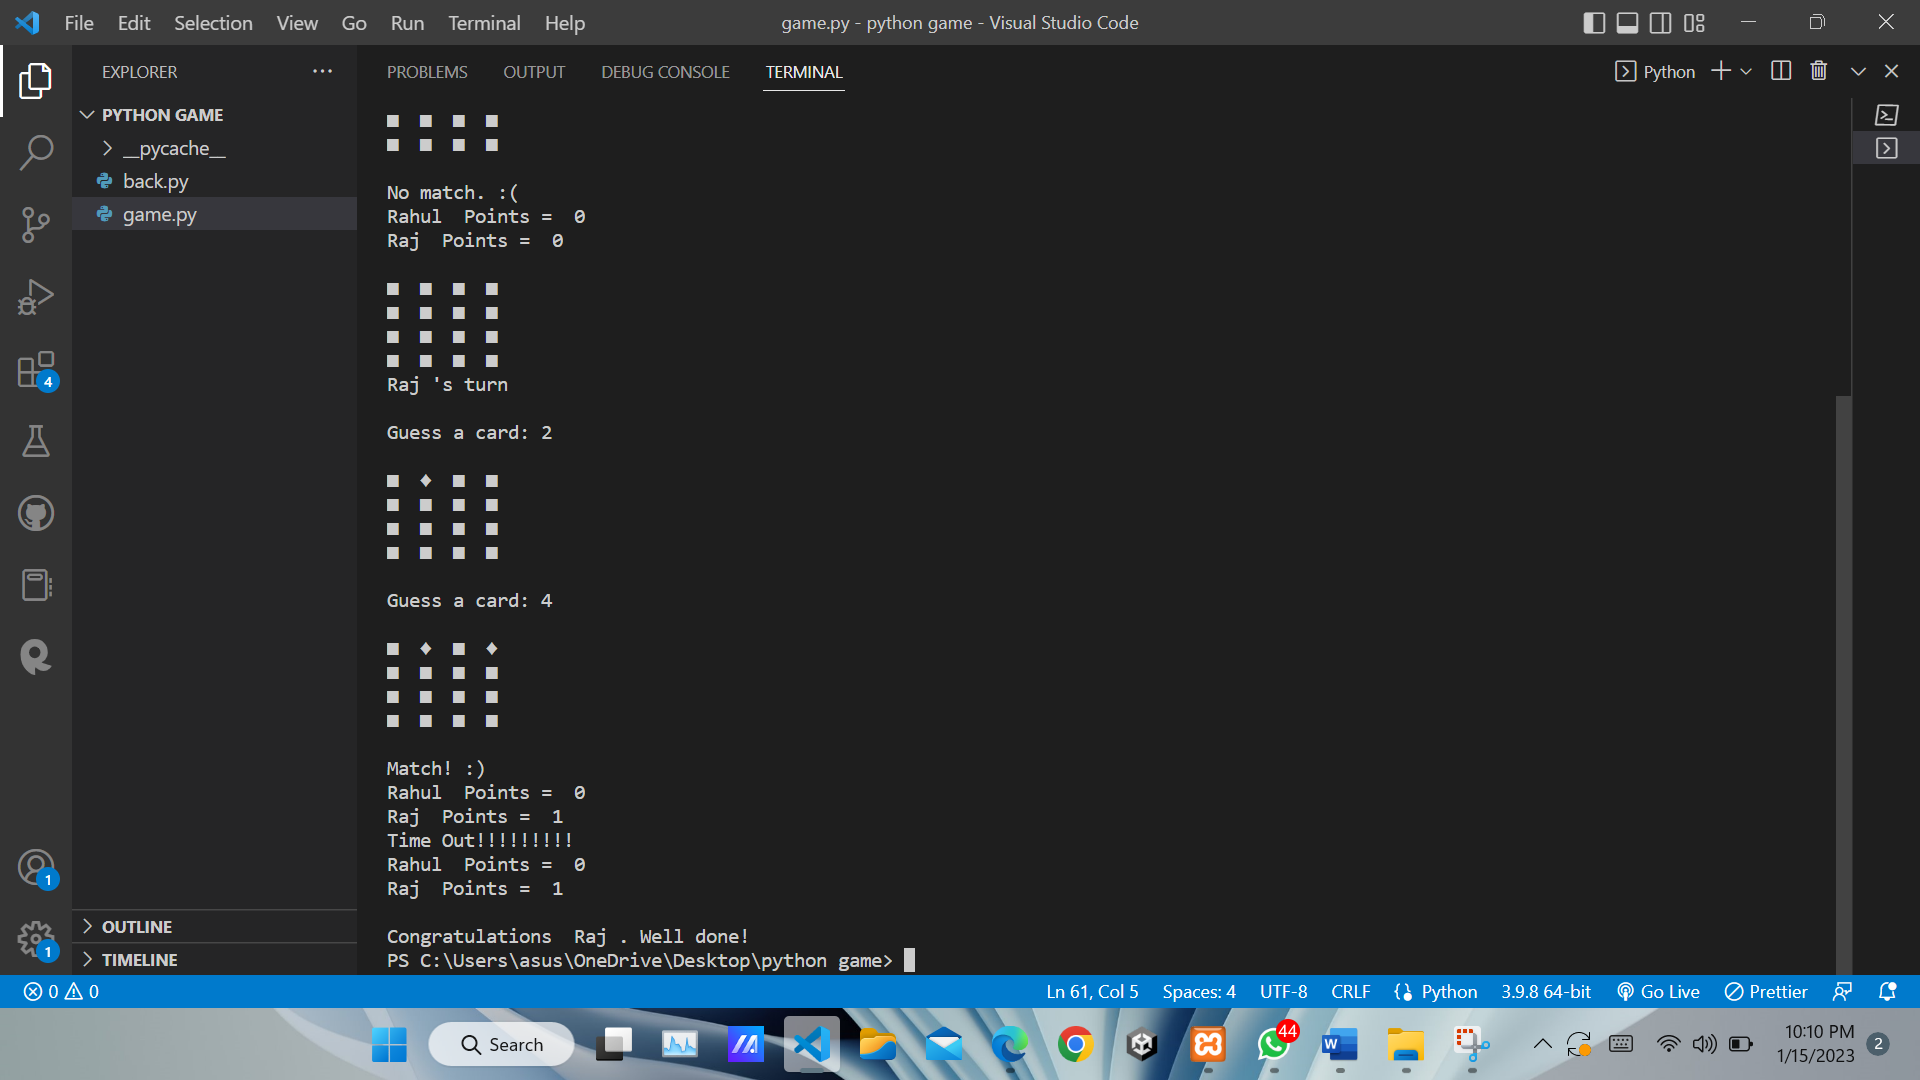 File Edit Selection View Go Run Terminal Help game.py - python game - Visual Studio Code
EXPLORER
PROBLEMS OUTPUT DEBUG CONSOLE TERMINAL Python
PYTHON GAME
__pycache__
back.py
game.py
■ ■ ■ ■
■ ■ ■ ■
No match. :(
Rahul  Points =  0
Raj  Points =  0
■ ■ ■ ■
■ ■ ■ ■
■ ■ ■ ■
■ ■ ■ ■
Raj 's turn
Guess a card: 2
■ ♦ ■ ■
■ ■ ■ ■
■ ■ ■ ■
■ ■ ■ ■
Guess a card: 4
■ ♦ ■ ♦
■ ■ ■ ■
■ ■ ■ ■
■ ■ ■ ■
Match! :)
Rahul  Points =  0
Raj  Points =  1
Time Out!!!!!!!!!
Rahul  Points =  0
Raj  Points =  1
Congratulations  Raj . Well done!
PS C:\Users\asus\OneDrive\Desktop\python game>
4
1
1
OUTLINE
TIMELINE
0 0 Ln 61, Col 5 Spaces: 4 UTF-8 CRLF Python 3.9.8 64-bit Go Live Prettier
Search
44
10:10 PM
1/15/2023
2